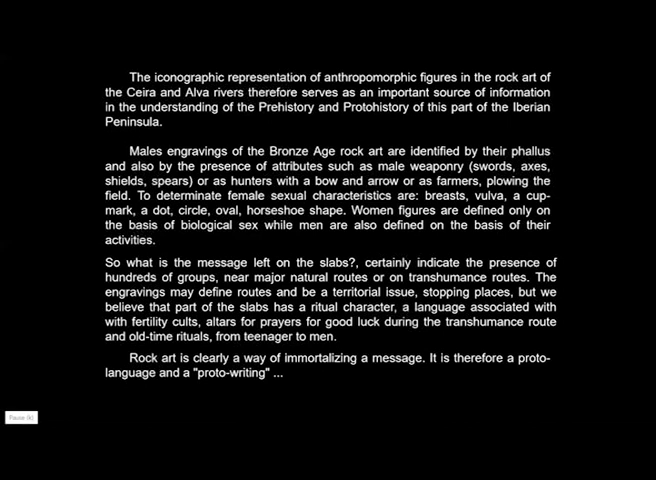 The iconographic representation of anthropomorphic figures in the rock art of
the Ceira and Alva rivers therefore serves as an important source of information
in the understanding of the Prehistory and Protohistory of this part of the Iberian
Peninsula.
Males engravings of the Bronze Age rock art are identified by their phallus
and also by the presence of attributes such as male weaponry (swords, axes,
shields, spears) or as hunters with a bow and arrow or as farmers, plowing the
field. To determinate female sexual characteristics are: breasts, vulva, a cup-
mark, a dot, circle, oval, horseshoe shape. Women figures are defined only on
the basis of biological sex while men are also defined on the basis of their
activities.
So what is the message left on the slabs?, certainly indicate the presence of
hundreds of groups, near major natural routes or on transhumance routes. The
engravings may define routes and be a territorial issue, stopping places, but we
believe that part of the slabs has a ritual character, a language associated with
with fertility cults, altars for prayers for good luck during the transhumance route
and old-time rituals, from teenager to men.
Rock art is clearly a way of immortalizing a message. It is therefore a proto-
language and a "proto-writing" ...
Pause (k)